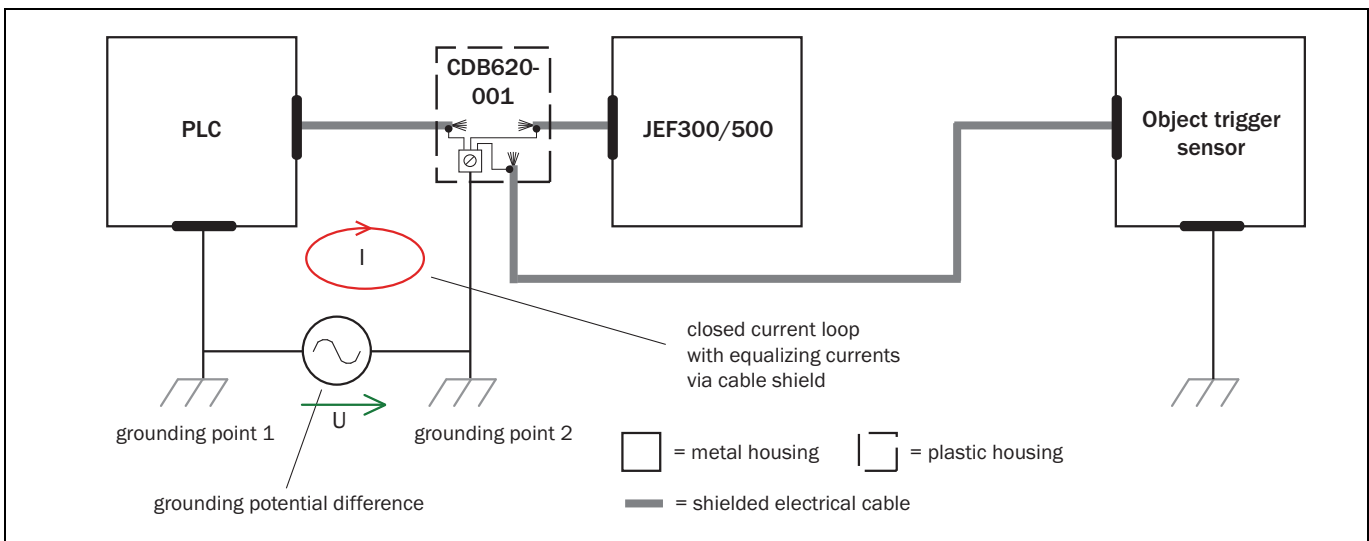 CDB620-
001
PLC
JEF300/500
Object trigger
sensor
I
closed current loop
with equalizing currents
via cable shield
U
grounding point 1
grounding point 2
= metal housing
= plastic housing
grounding potential difference
= shielded electrical cable